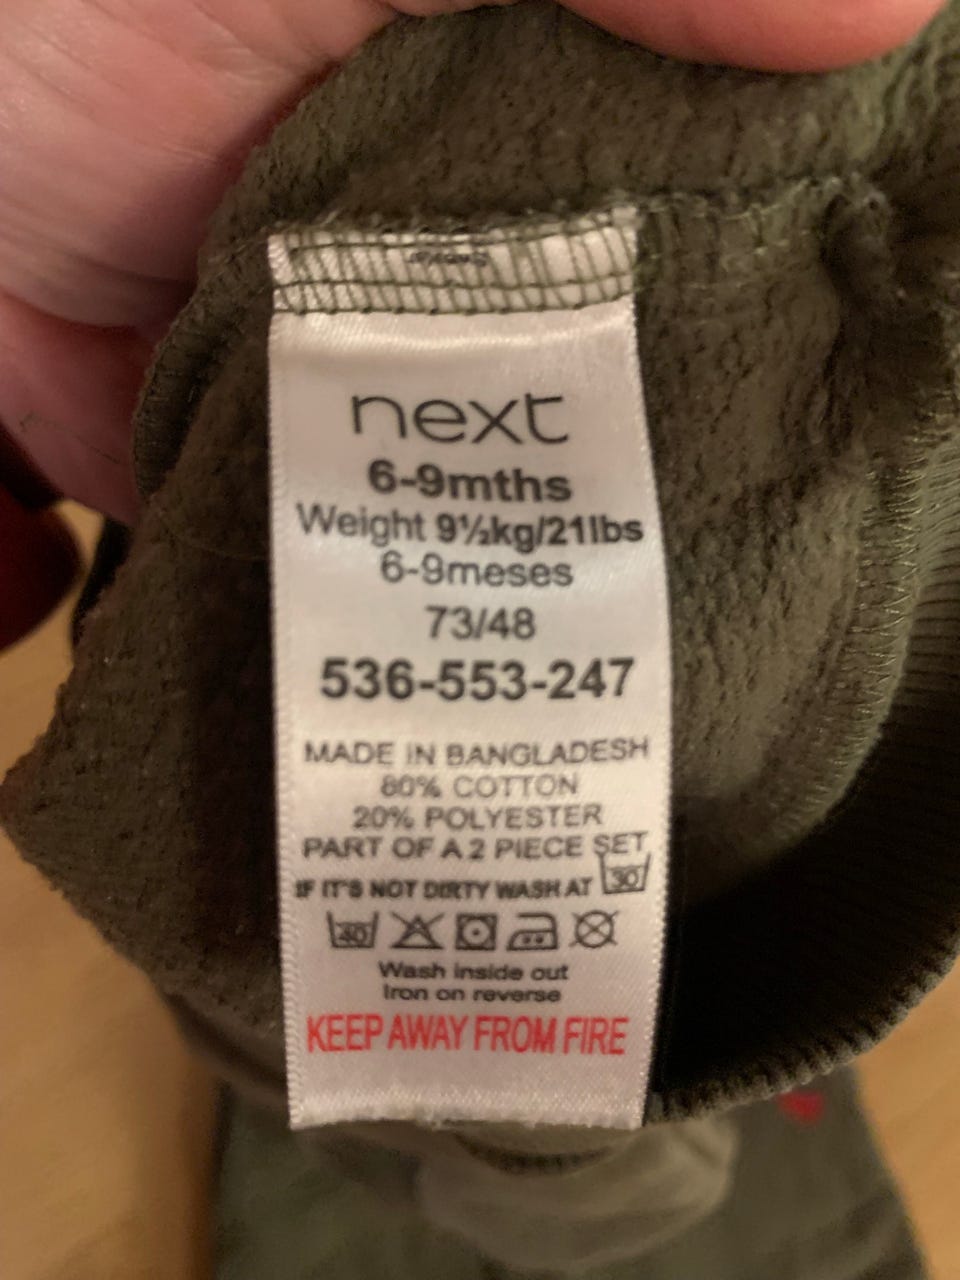 next
6-9mths
Weight 9½kg/21lbs
6-9meses
73/48
536-553-247
MADE IN BANGLADESH
80% COTTON
20% POLYESTER
PART OF A 2 PIECE SET
IF IT'S NOT DIRTY WASH AT 30
40
Wash inside out
Iron on reverse
KEEP AWAY FROM FIRE